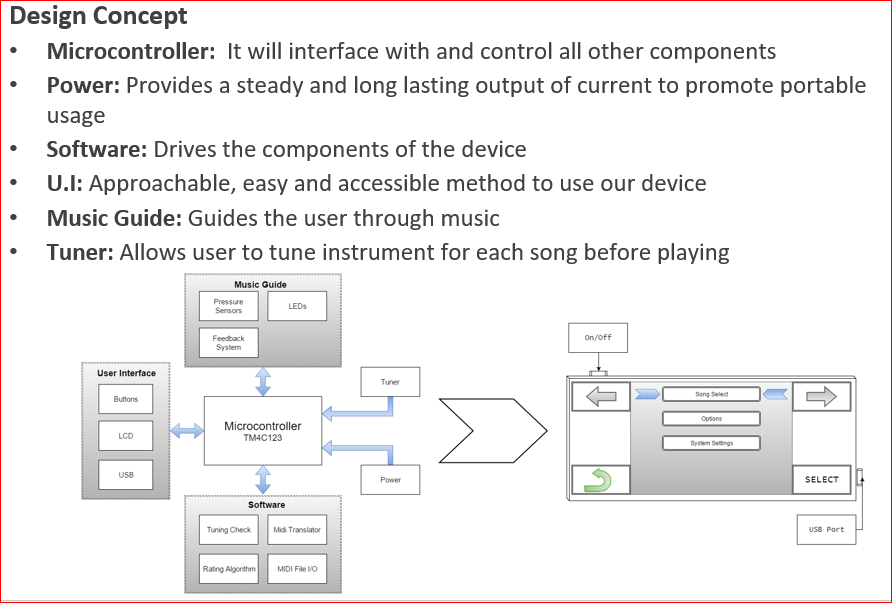 Design Concept
• Microcontroller: It will interface with and control all other components
• Power: Provides a steady and long lasting output of current to promote portable
usage
• Software: Drives the components of the device
• U.I: Approachable, easy and accessible method to use our device
• Music Guide: Guides the user through music
• Tuner: Allows user to tune instrument for each song before playing
Music Guide
Pressure
Sensors
LEDs
Feedback
System
User Interface
Buttons
LCD
USB
Microcontroller
TM4C123
Tuner
Power
Software
Tuning Check
Midi Translator
Rating Algorithm
MIDI File I/O
On/Off
Song Select
Options
System Settings
SELECT
USB Port